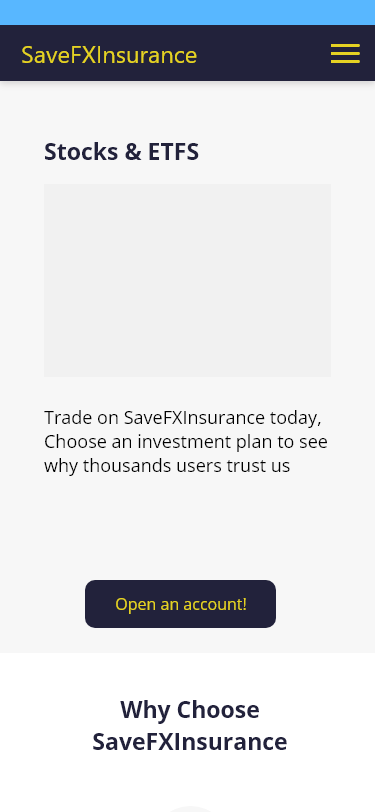 SaveFXInsurance
Stocks & ETFS
Trade on SaveFXInsurance today,
Choose an investment plan to see
why thousands users trust us
Open an account!
Why Choose
SaveFXInsurance